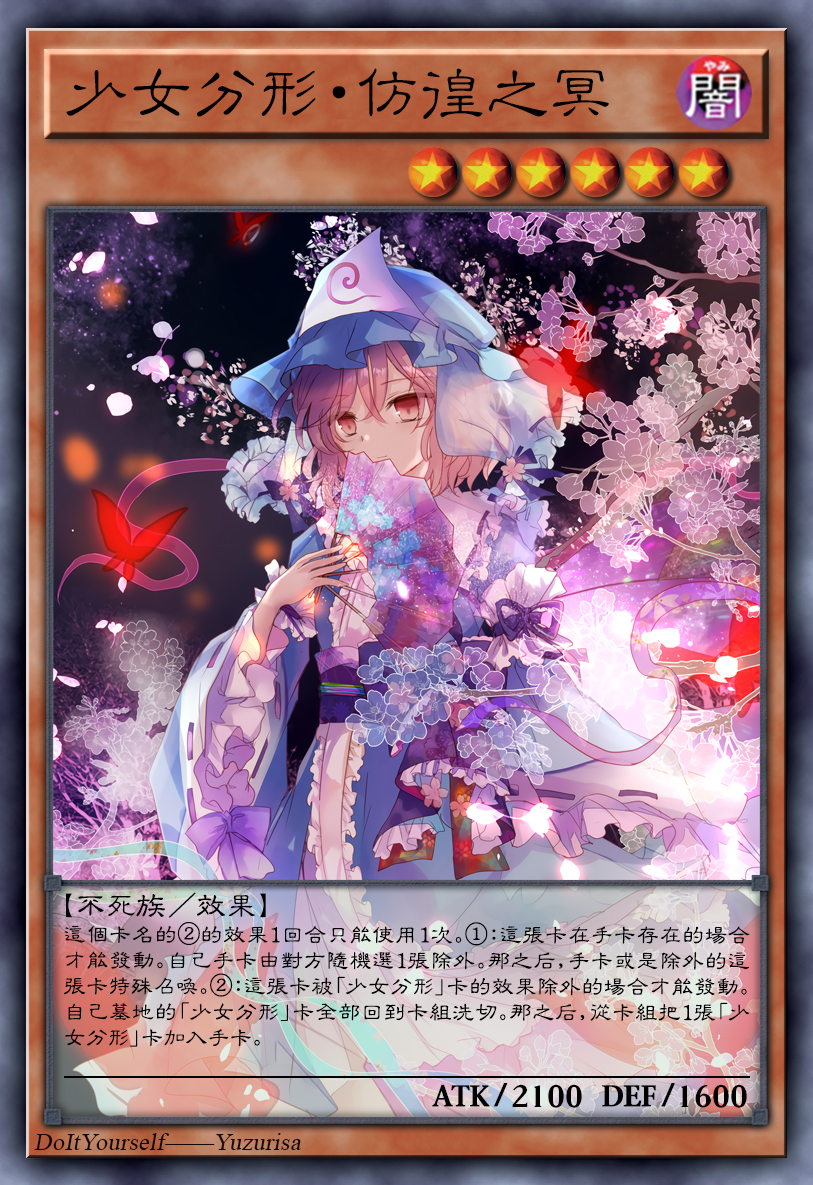 少女分形・仿徨之冥
やみ
闇
【不死族／效果】
這個卡名的②的效果1回合只能使用1次。①：這張卡在手卡存在的場合
才能發動。自己手卡由對方隨機選1張除外。那之后，手卡或是除外的這
張卡特殊召喚。②：這張卡被「少女分形」卡的效果除外的場合才能發動。
自己墓地的「少女分形」卡全部回到卡組洗切。那之后，從卡組把1張「少
女分形」卡加入手卡。
ATK/2100 DEF/1600
DoItYourself——Yuzurisa